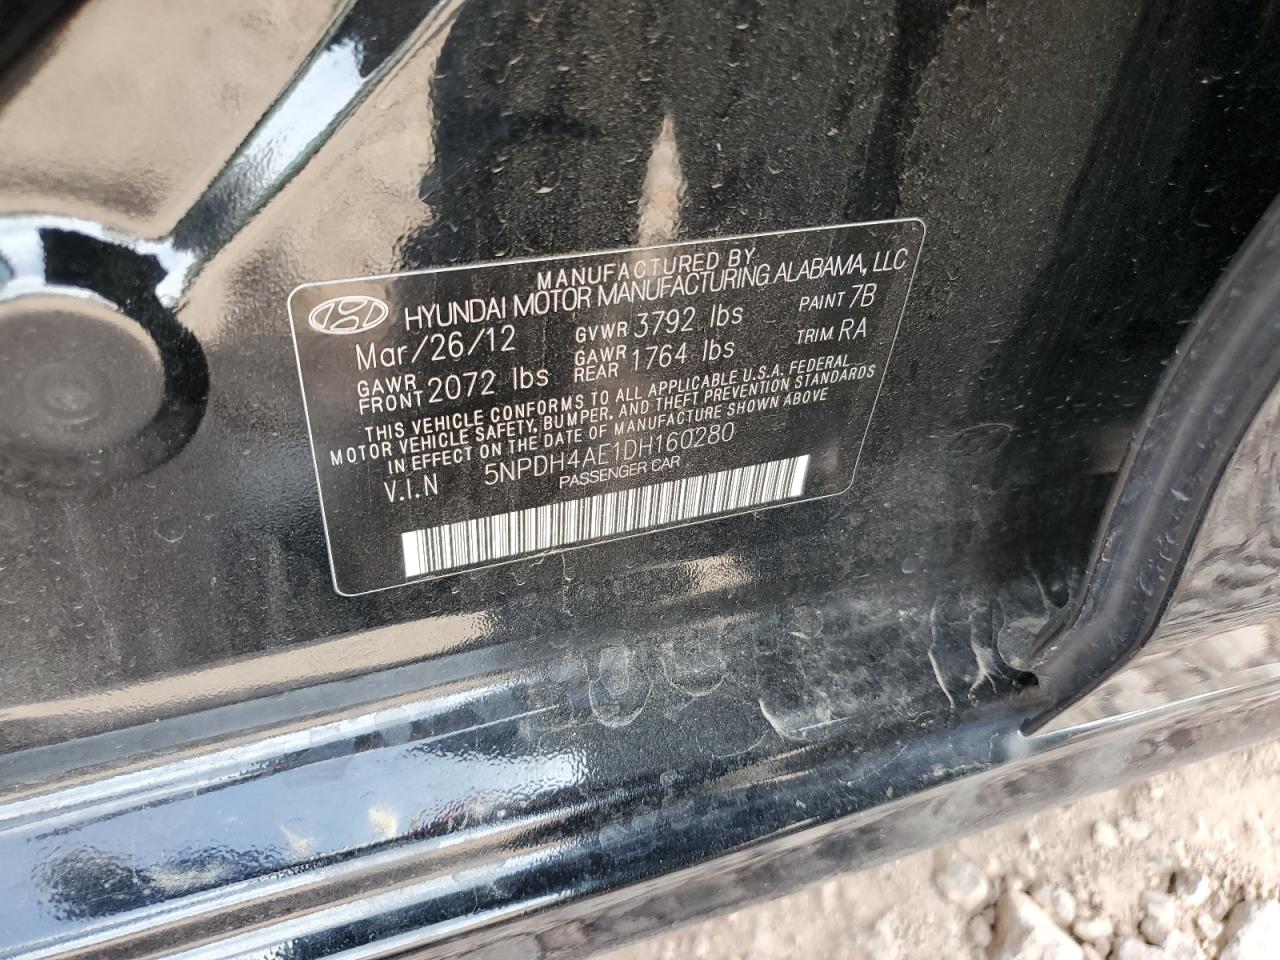 MANUFACTURED BY
HYUNDAI MOTOR MANUFACTURING ALABAMA, LLC
Mar/26/12 GVWR 3792 lbs PAINT 7B
GAWR FRONT 2072 lbs GAWR REAR 1764 lbs TRIM RA
THIS VEHICLE CONFORMS TO ALL APPLICABLE U.S.A. FEDERAL
MOTOR VEHICLE SAFETY, BUMPER, AND THEFT PREVENTION STANDARDS
IN EFFECT ON THE DATE OF MANUFACTURE SHOWN ABOVE
V.I.N 5NPDH4AE1DH160280
PASSENGER CAR